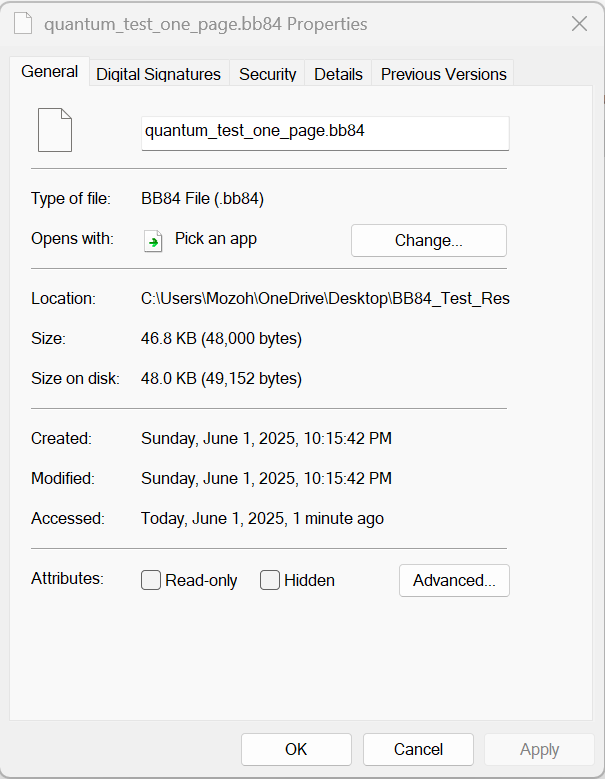 quantum_test_one_page.bb84 Properties
General Digital Signatures Security Details Previous Versions
quantum_test_one_page.bb84
Type of file: BB84 File (.bb84)
Opens with: Pick an app Change...
Location: C:\Users\Mozoh\OneDrive\Desktop\BB84_Test_Res
Size: 46.8 KB (48,000 bytes)
Size on disk: 48.0 KB (49,152 bytes)
Created: Sunday, June 1, 2025, 10:15:42 PM
Modified: Sunday, June 1, 2025, 10:15:42 PM
Accessed: Today, June 1, 2025, 1 minute ago
Attributes: Read-only Hidden Advanced...
OK Cancel Apply